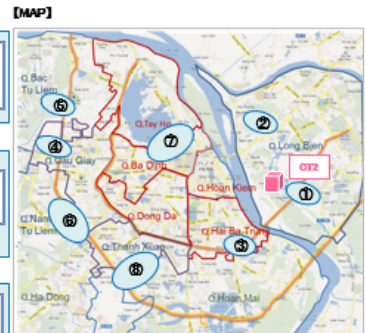 【MAP】
Q.Bac
Tu Liem
⑤
②
Q.Tay Ho
⑦
Q.Long Bien
④
Q.Cau Giay
Q.Ba Dinh
OT2
Q.Hoan Kiem
①
Q.Nam
Tu Liem
⑥
Q.Dong Da
Q.Hai Ba Trung
③
Q.Thanh Xuan
⑧
Q.Ha Dong
Q.Hoan Mai